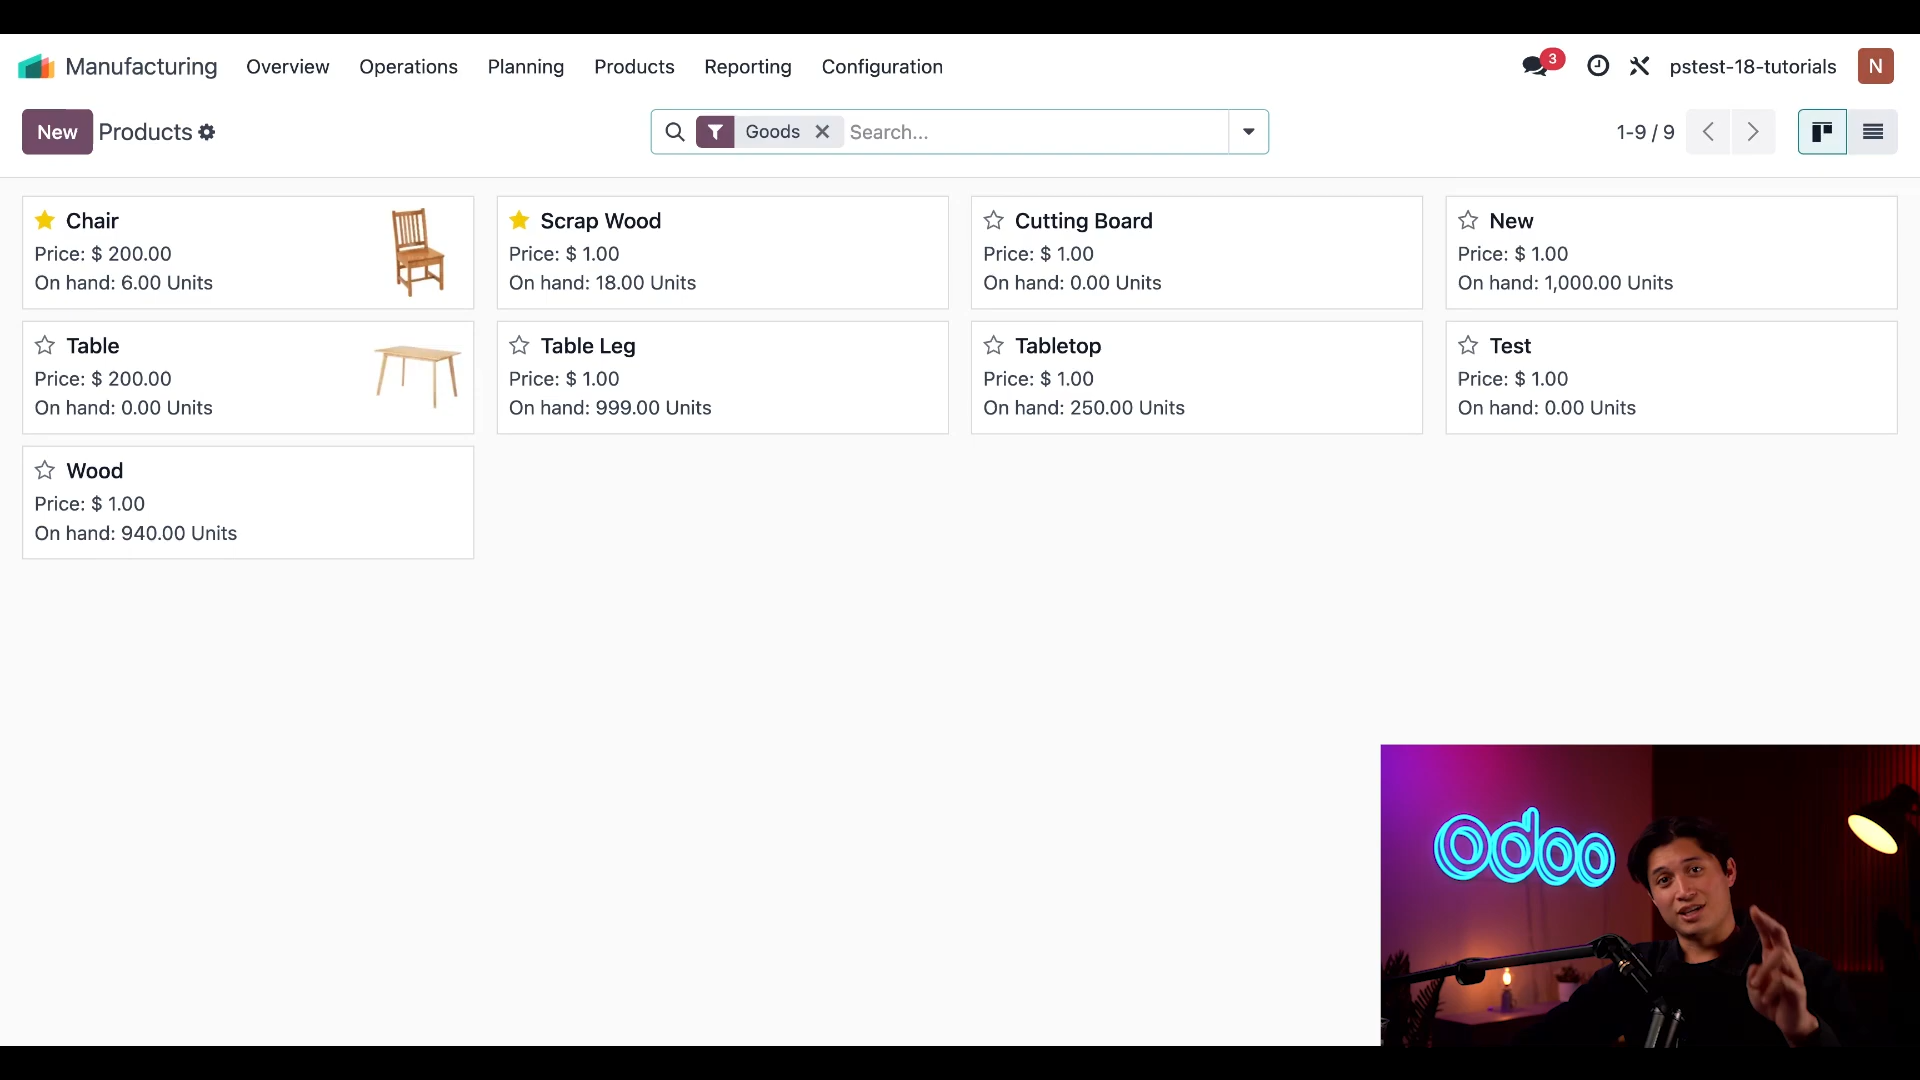 Manufacturing Overview Operations Planning Products Reporting Configuration 3 pstest-18-tutorials N
New Products Goods Search... 1-9 / 9
Chair
Price: $ 200.00
On hand: 6.00 Units
Scrap Wood
Price: $ 1.00
On hand: 18.00 Units
Cutting Board
Price: $ 1.00
On hand: 0.00 Units
New
Price: $ 1.00
On hand: 1,000.00 Units
Table
Price: $ 200.00
On hand: 0.00 Units
Table Leg
Price: $ 1.00
On hand: 999.00 Units
Tabletop
Price: $ 1.00
On hand: 250.00 Units
Test
Price: $ 1.00
On hand: 0.00 Units
Wood
Price: $ 1.00
On hand: 940.00 Units
odoo